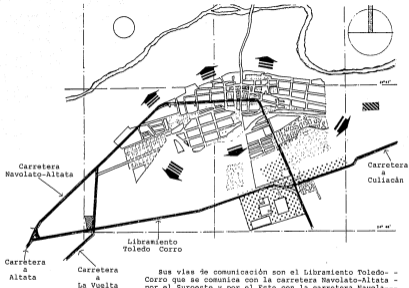 Carretera
Navolato-Altata
Carretera
a
Culiacán
Libramiento
Toledo Corro
Carretera
a
Altata
Carretera
a
La Vuelta
Sus vías de comunicación son el Libramiento Toledo-
Corro que se comunica con la carretera Navolato-Altata -
por el Suroeste y por el Este con la carretera